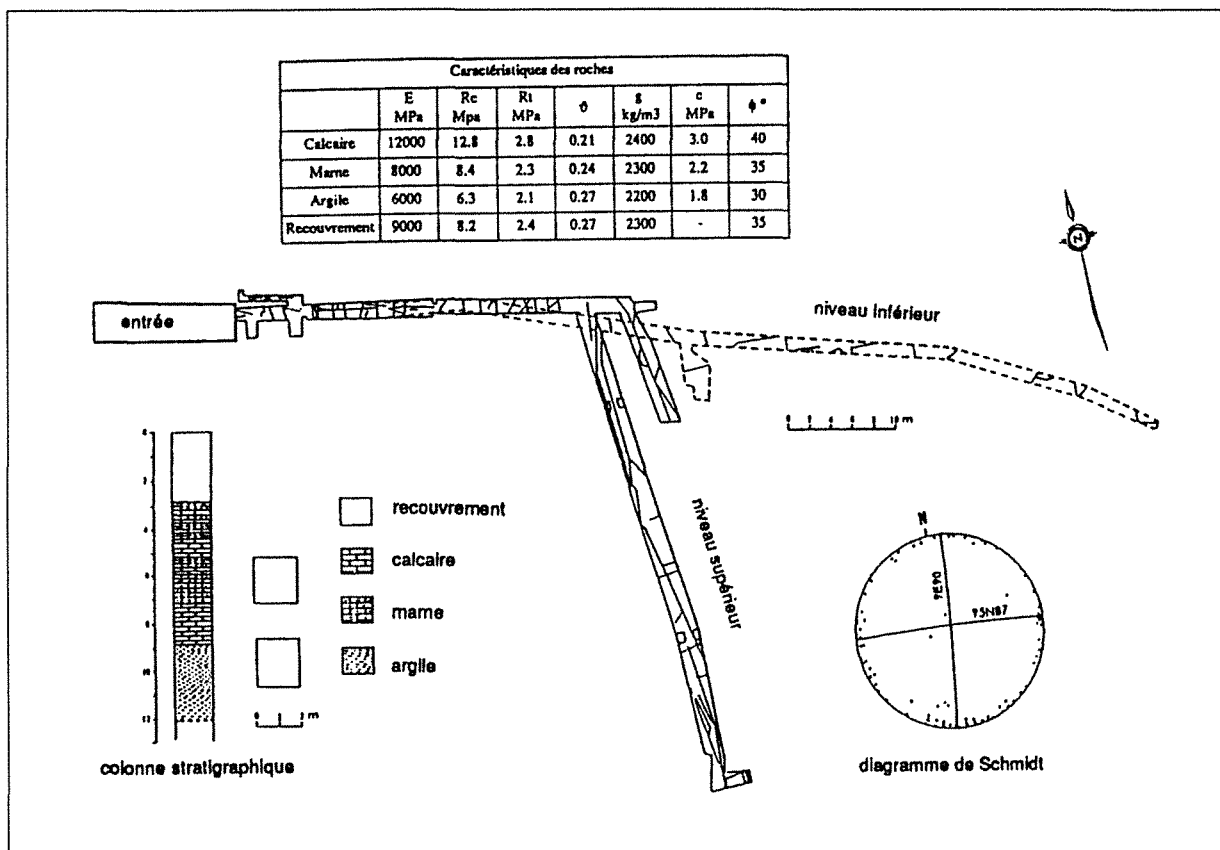 Caractéristiques des roches
E MPa Rc Mpa Rt MPa ϑ g kg/m3 c MPa ϕ °
Calcaire 12000 12.8 2.8 0.21 2400 3.0 40
Marne 8000 8.4 2.3 0.24 2300 2.2 35
Argile 6000 6.3 2.1 0.27 2200 1.8 30
Recouvrement 9000 8.2 2.4 0.27 2300 - 35
N
entrée
niveau inférieur
m
niveau supérieur
recouvrement
calcaire
marne
argile
m
colonne stratigraphique
N
9E90
95N87
diagramme de Schmidt